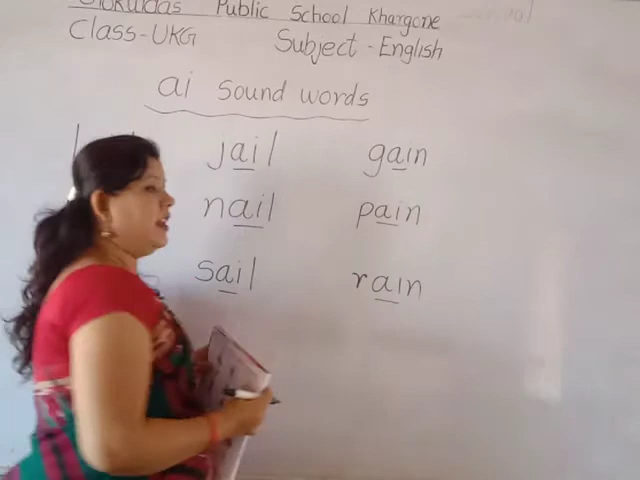 Public School Khargone
Class-UKG Subject - English
ai sound words
jail gain
nail pain
sail rain